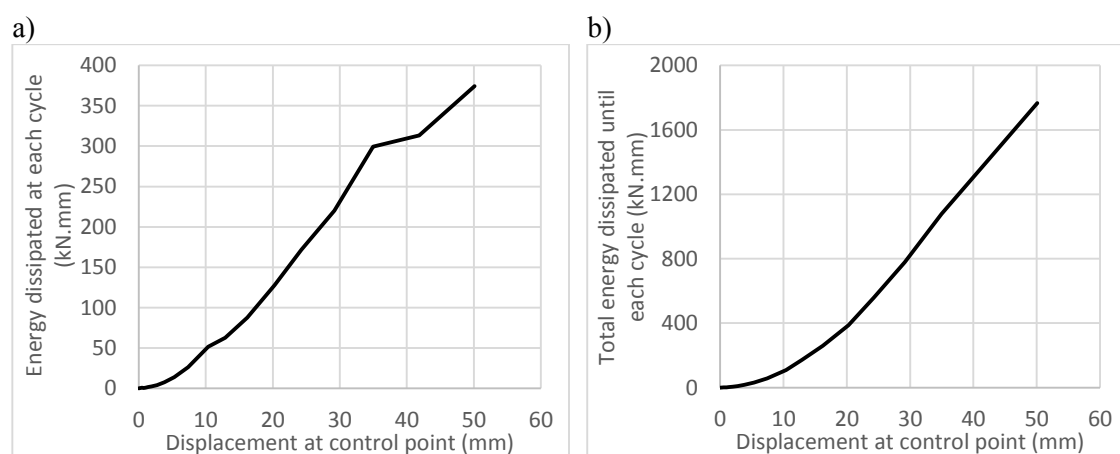 a)
Energy dissipated at each cycle
(kN.mm)
400
350
300
250
200
150
100
50
0
0 10 20 30 40 50 60
Displacement at control point (mm)
b)
Total energy dissipated until
each cycle (kN.mm)
2000
1600
1200
800
400
0
0 10 20 30 40 50 60
Displacement at control point (mm)